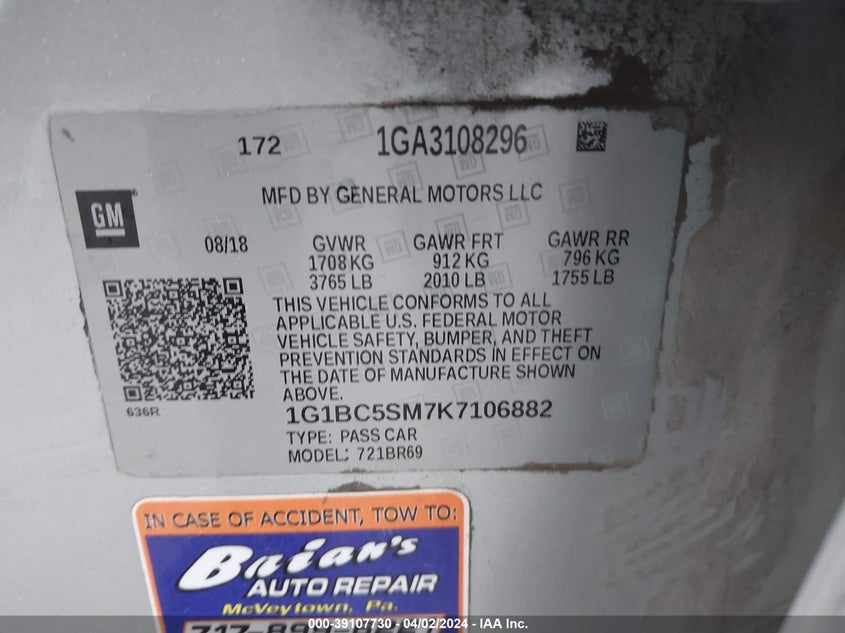 172 1GA3108296
GM
MFD BY GENERAL MOTORS LLC
08/18 GVWR GAWR FRT GAWR RR
1708 KG 912 KG 796 KG
3765 LB 2010 LB 1755 LB
THIS VEHICLE CONFORMS TO ALL
APPLICABLE U.S. FEDERAL MOTOR
VEHICLE SAFETY, BUMPER, AND THEFT
PREVENTION STANDARDS IN EFFECT ON
THE DATE OF MANUFACTURE SHOWN
ABOVE.
636R
1G1BC5SM7K7106882
TYPE: PASS CAR
MODEL: 721BR69
IN CASE OF ACCIDENT, TOW TO:
Brian's
AUTO REPAIR
McVeytown, Pa.
000-39107730 - 04/02/2024 - IAA Inc.